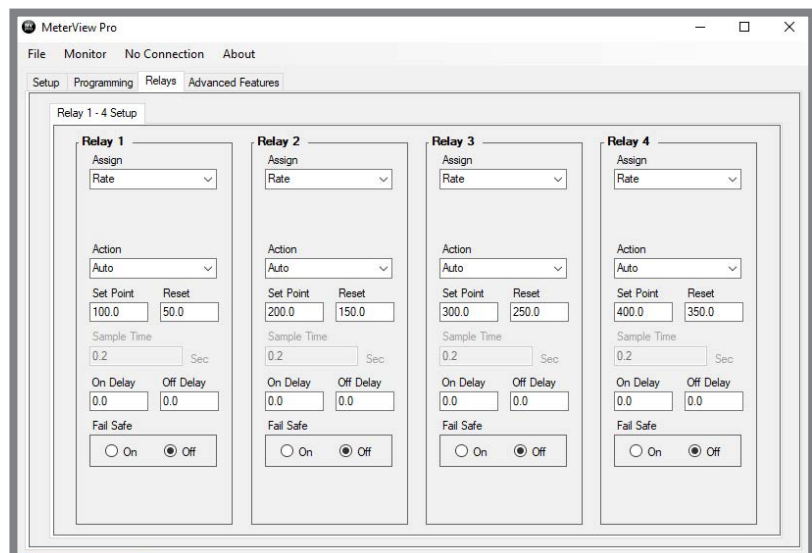 MeterView Pro
File Monitor No Connection About
Setup Programming Relays Advanced Features
Relay 1 - 4 Setup
Relay 1
Assign
Rate
Action
Auto
Set Point Reset
100.0 50.0
Sample Time
0.2 Sec
On Delay Off Delay
0.0 0.0
Fail Safe
On Off
Relay 2
Assign
Rate
Action
Auto
Set Point Reset
200.0 150.0
Sample Time
0.2 Sec
On Delay Off Delay
0.0 0.0
Fail Safe
On Off
Relay 3
Assign
Rate
Action
Auto
Set Point Reset
300.0 250.0
Sample Time
0.2 Sec
On Delay Off Delay
0.0 0.0
Fail Safe
On Off
Relay 4
Assign
Rate
Action
Auto
Set Point Reset
400.0 350.0
Sample Time
0.2 Sec
On Delay Off Delay
0.0 0.0
Fail Safe
On Off